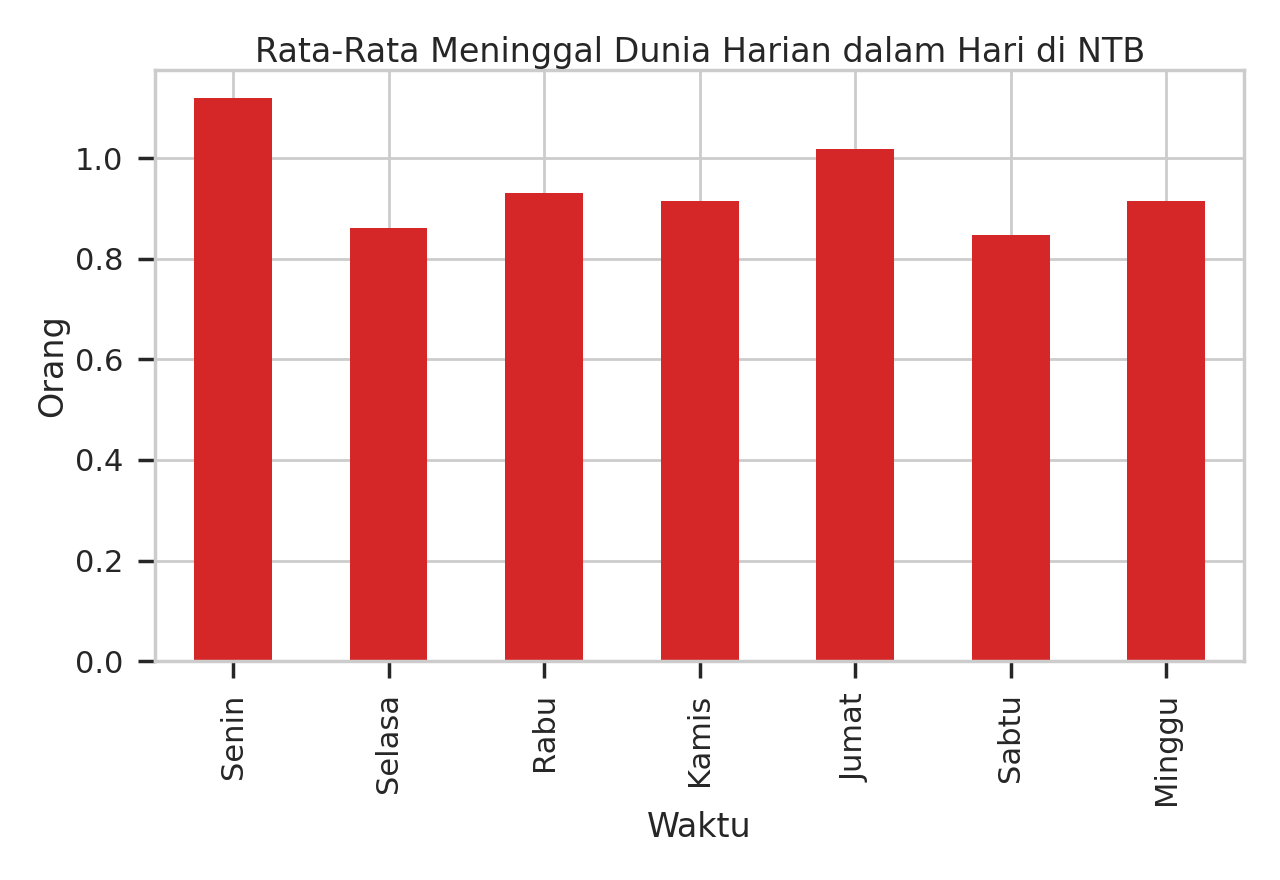 Rata-Rata Meninggal Dunia Harian dalam Hari di NTB
Orang
1.0
0.8
0.6
0.4
0.2
0.0
Senin
Selasa
Rabu
Kamis
Jumat
Sabtu
Minggu
Waktu